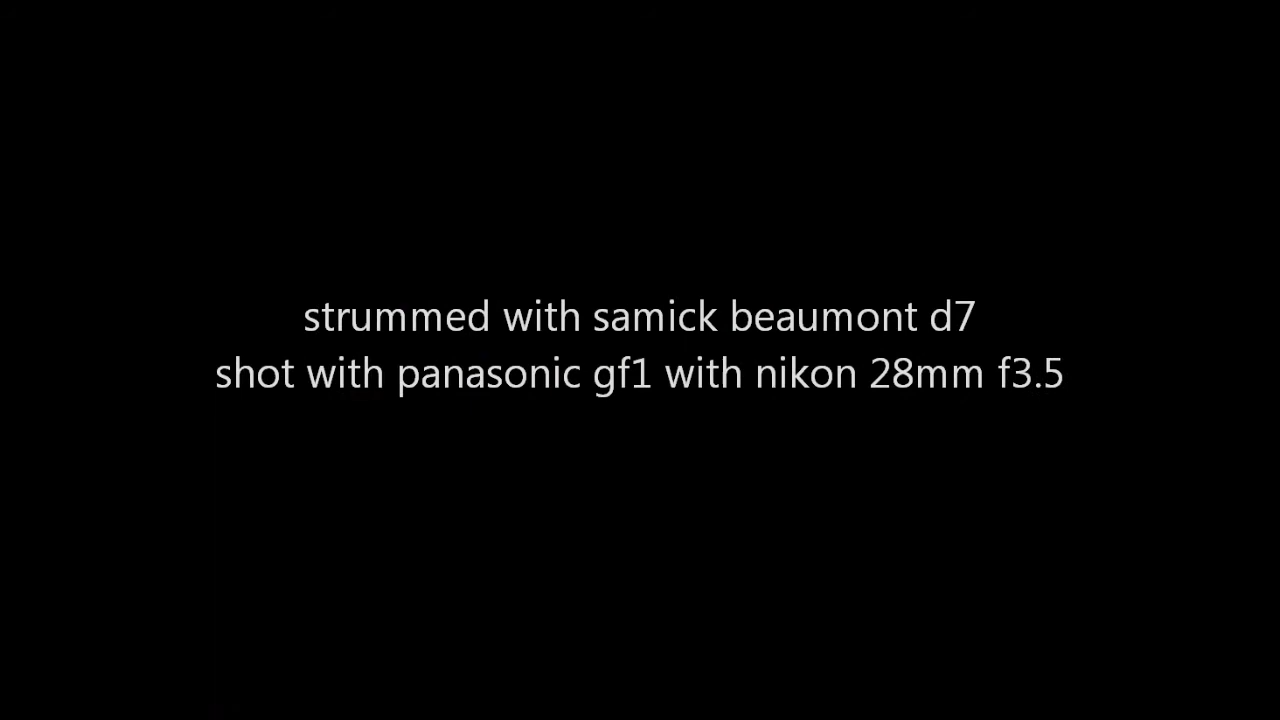 strummed with samick beaumont d7
shot with panasonic gf1 with nikon 28mm f3.5